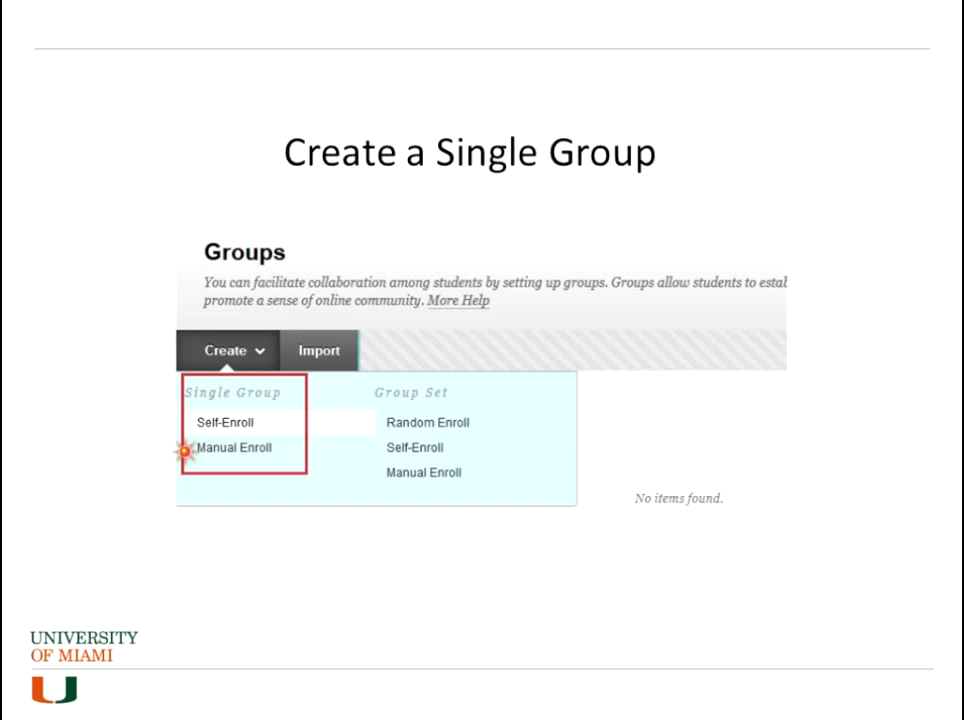 Create a Single Group
Groups
You can facilitate collaboration among students by setting up groups. Groups allow students to estal
promote a sense of online community. More Help
Create Import
Single Group Group Set
Self-Enroll Random Enroll
Manual Enroll Self-Enroll
Manual Enroll
No items found.
UNIVERSITY
OF MIAMI
U